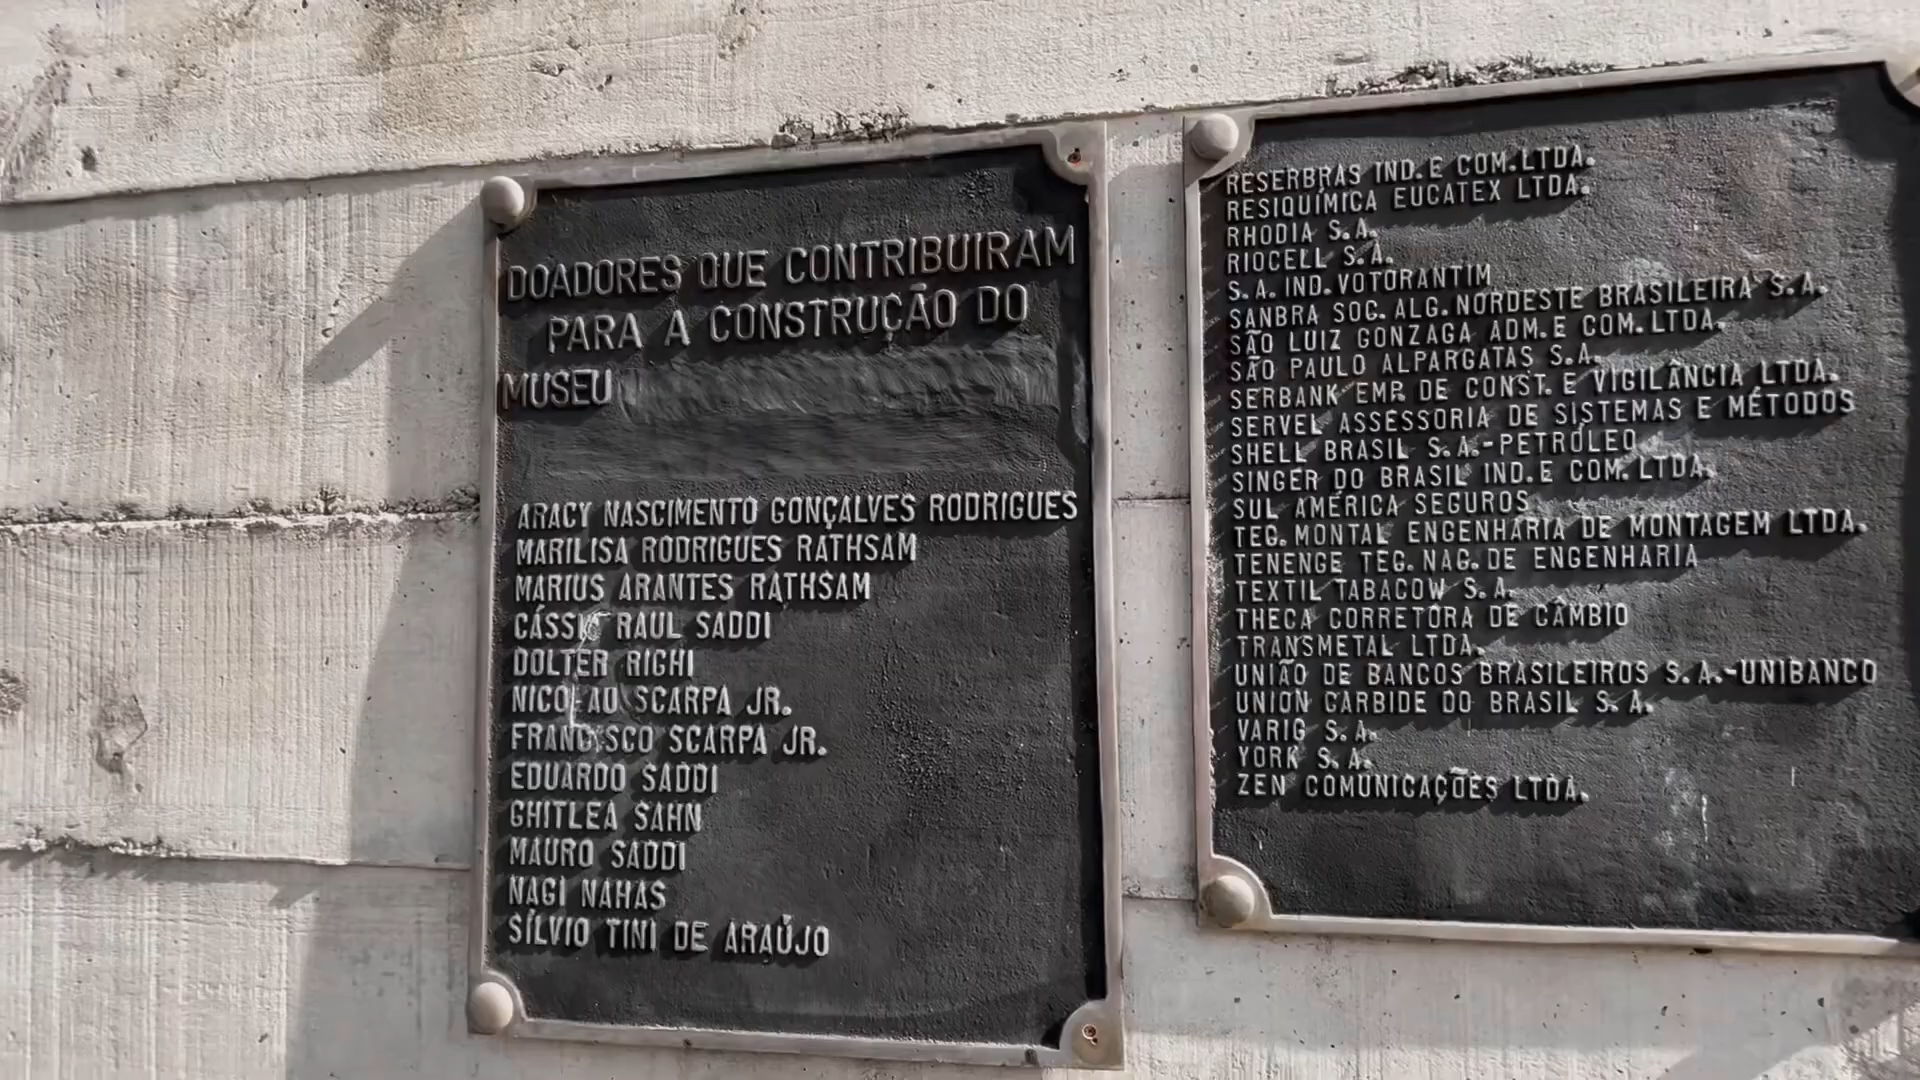 DOADORES QUE CONTRIBUIRAM
PARA A CONSTRUÇÃO DO
MUSEU
ARACY NASCIMENTO GONÇALVES RODRIGUES
MARILISA RODRIGUES RATHSAM
MARIUS ARANTES RATHSAM
CÁSSIO RAUL SADDI
DOLTER RIGHI
NICOLAU SCARPA JR.
FRANCISCO SCARPA JR.
EDUARDO SADDI
GHITLEA SAHN
MAURO SADDI
NAGI NAHAS
SÍLVIO TINI DE ARAÚJO
RESERBRAS IND. E COM. LTDA.
RESIQUÍMICA EUCATEX LTDA.
RHODIA S.A.
RIOCELL S.A.
S.A. IND. VOTORANTIM
SANBRA SOC. ALG. NORDESTE BRASILEIRA S.A.
SÃO LUIZ GONZAGA ADM. E COM. LTDA.
SÃO PAULO ALPARGATAS S.A.
SERBANK EMP. DE CONST. E VIGILÂNCIA LTDA.
SERVEL ASSESSORIA DE SISTEMAS E MÉTODOS
SHELL BRASIL S.A.-PETRÓLEO
SINGER DO BRASIL IND. E COM. LTDA.
SUL AMÉRICA SEGUROS
TEC. MONTAL ENGENHARIA DE MONTAGEM LTDA.
TENENGE TEC. NAC. DE ENGENHARIA
TEXTIL TABACOW S.A.
THECA CORRETORA DE CÂMBIO
TRANSMETAL LTDA.
UNIÃO DE BANCOS BRASILEIROS S.A.-UNIBANCO
UNION CARBIDE DO BRASIL S.A.
VARIG S.A.
YORK S.A.
ZEN COMUNICAÇÕES LTDA.